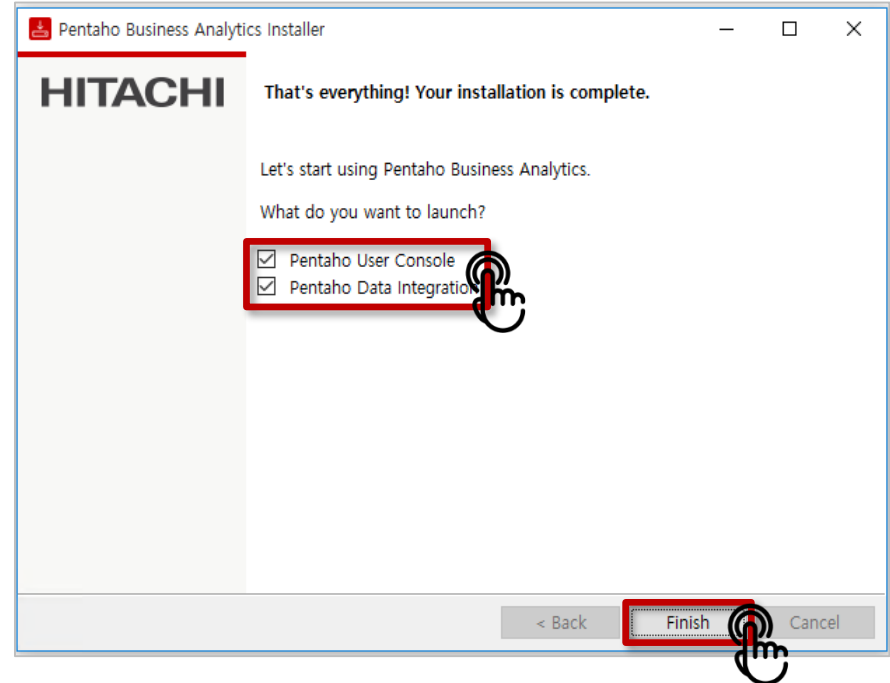 Pentaho Business Analytics Installer
HITACHI
That's everything! Your installation is complete.
Let's start using Pentaho Business Analytics.
What do you want to launch?
Pentaho User Console
Pentaho Data Integration
< Back
Finish
Cancel